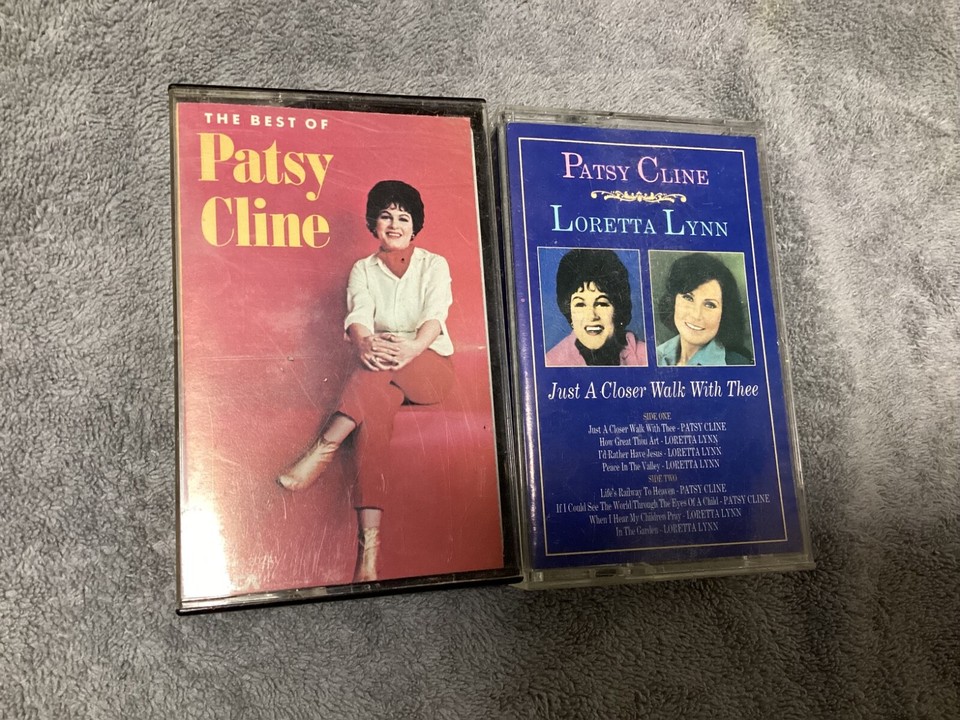 THE BEST OF
Patsy
Cline
PATSY CLINE
LORETTA LYNN
Just A Closer Walk With Thee
SIDE ONE
Just A Closer Walk With Thee - PATSY CLINE
How Great Thou Art - LORETTA LYNN
I'd Rather Have Jesus - LORETTA LYNN
Peace In The Valley - LORETTA LYNN
SIDE TWO
Life's Railway To Heaven - PATSY CLINE
If I Could See The World Through The Eyes Of A Child - PATSY CLINE
When I Hear My Children Pray - LORETTA LYNN
In The Garden - LORETTA LYNN